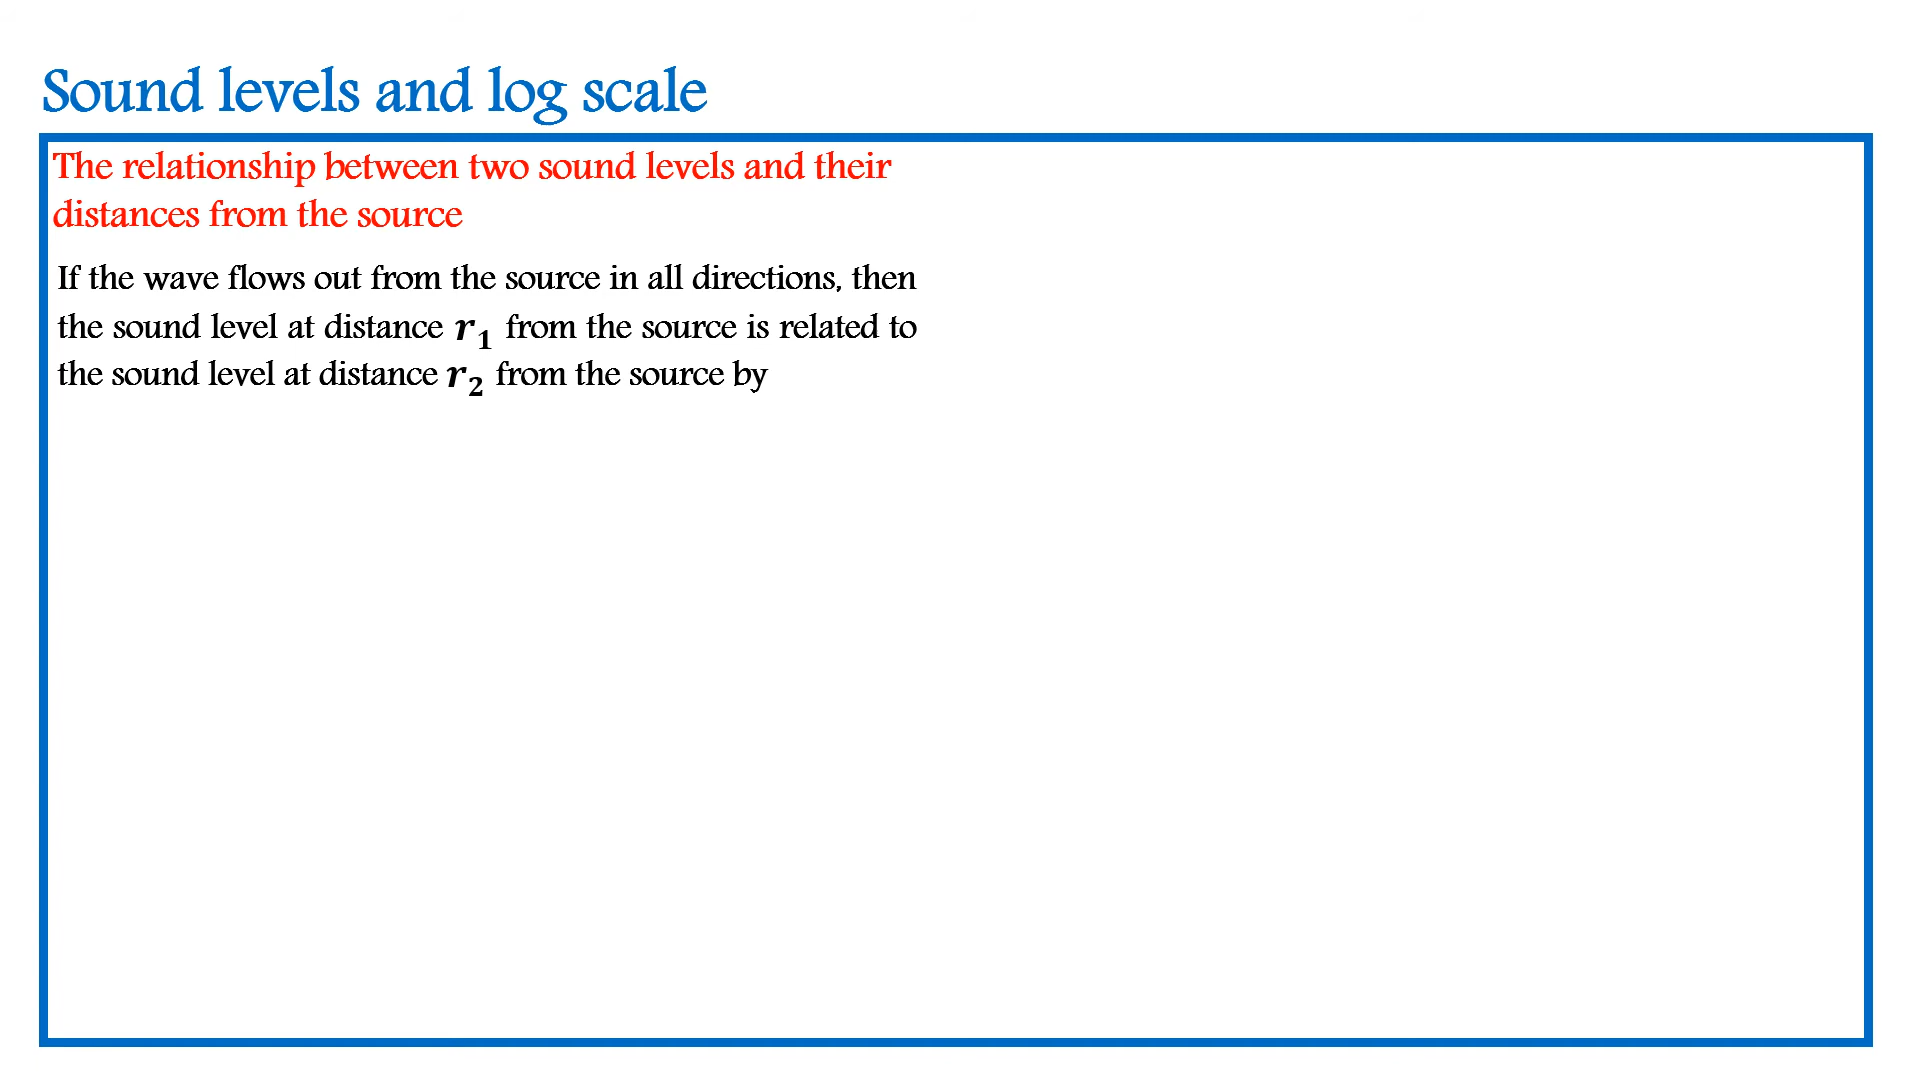 Sound levels and log scale
The relationship between two sound levels and their
distances from the source
If the wave flows out from the source in all directions, then
the sound level at distance r₁ from the source is related to
the sound level at distance r₂ from the source by